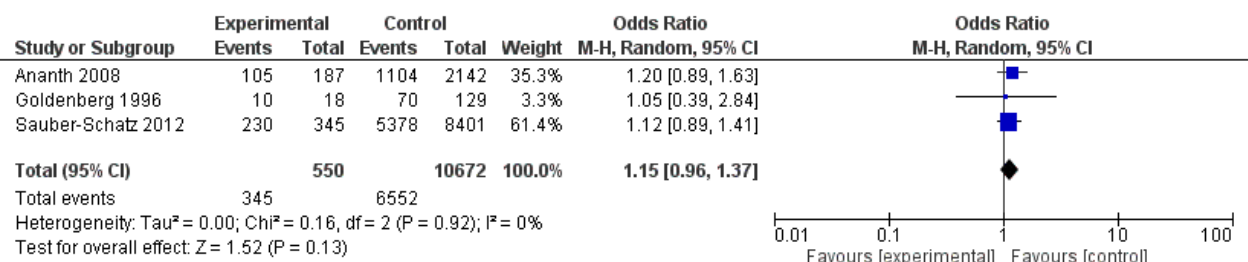 Experimental Control Odds Ratio Odds Ratio
Study or Subgroup Events Total Events Total Weight M-H, Random, 95% CI M-H, Random, 95% CI
Ananth 2008 105 187 1104 2142 35.3% 1.20 [0.89, 1.63]
Goldenberg 1996 10 18 70 129 3.3% 1.05 [0.39, 2.84]
Sauber-Schatz 2012 230 345 5378 8401 61.4% 1.12 [0.89, 1.41]
Total (95% CI) 550 10672 100.0% 1.15 [0.96, 1.37]
Total events 345 6552
Heterogeneity: Tau² = 0.00; Chi² = 0.16, df = 2 (P = 0.92); I² = 0%
Test for overall effect: Z = 1.52 (P = 0.13)
0.01 0.1 1 10 100
Favours [experimental] Favours [control]